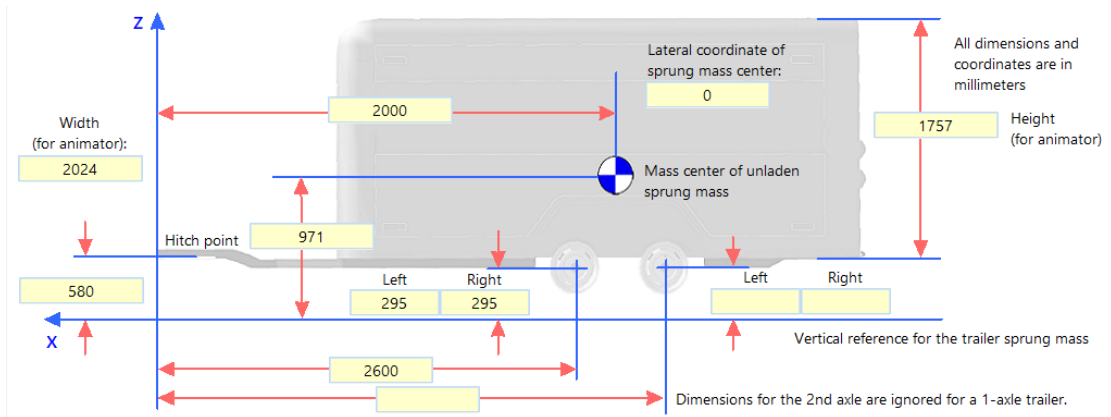 Z
Lateral coordinate of
sprung mass center:
0
All dimensions and
coordinates are in
millimeters
2000
Width
(for animator):
2024
1757
Height
(for animator)
Mass center of unladen
sprung mass
Hitch point
971
580
Left
Right
295
295
Left
Right
X
Vertical reference for the trailer sprung mass
2600
Dimensions for the 2nd axle are ignored for a 1-axle trailer.